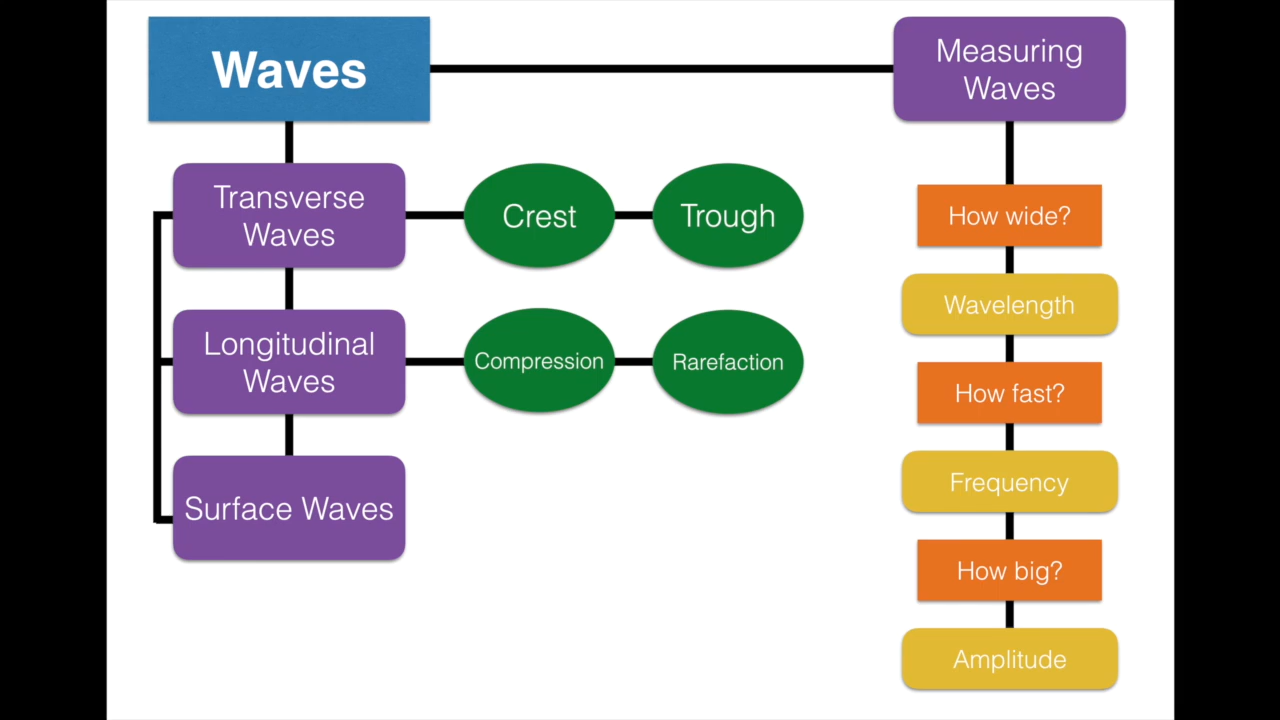 Waves
Measuring
Waves
Transverse
Waves
Crest
Trough
How wide?
Wavelength
Longitudinal
Waves
Compression
Rarefaction
How fast?
Frequency
Surface Waves
How big?
Amplitude